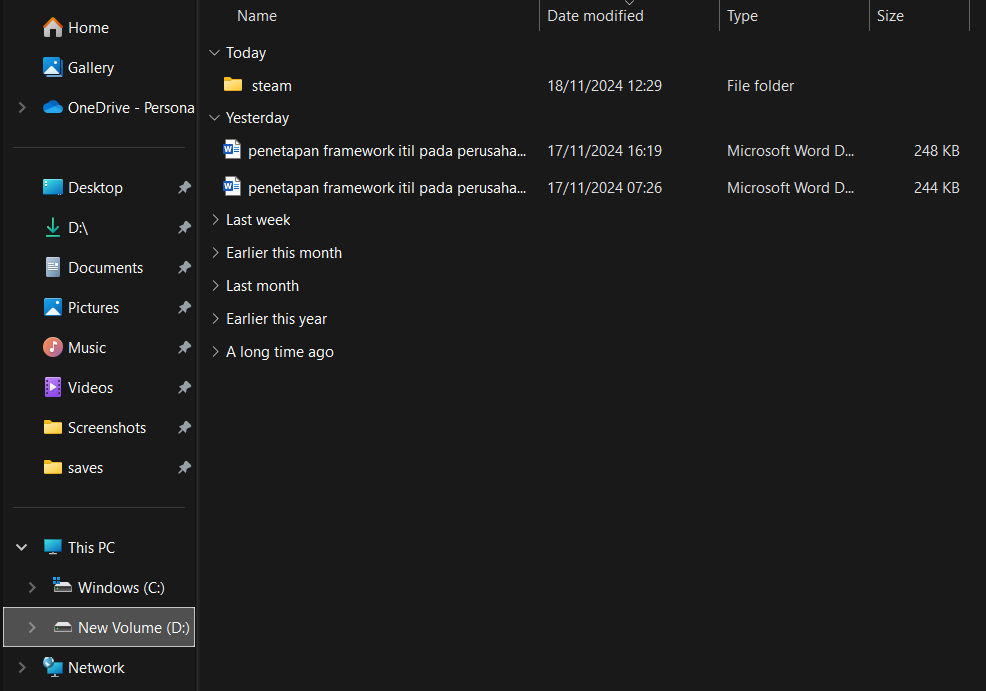 Home
Gallery
OneDrive - Persona
Desktop
D:\
Documents
Pictures
Music
Videos
Screenshots
saves
This PC
Windows (C:)
New Volume (D:)
Network
Name Date modified Type Size
Today
steam 18/11/2024 12:29 File folder
Yesterday
penetapan framework itil pada perusaha... 17/11/2024 16:19 Microsoft Word D... 248 KB
penetapan framework itil pada perusaha... 17/11/2024 07:26 Microsoft Word D... 244 KB
Last week
Earlier this month
Last month
Earlier this year
A long time ago